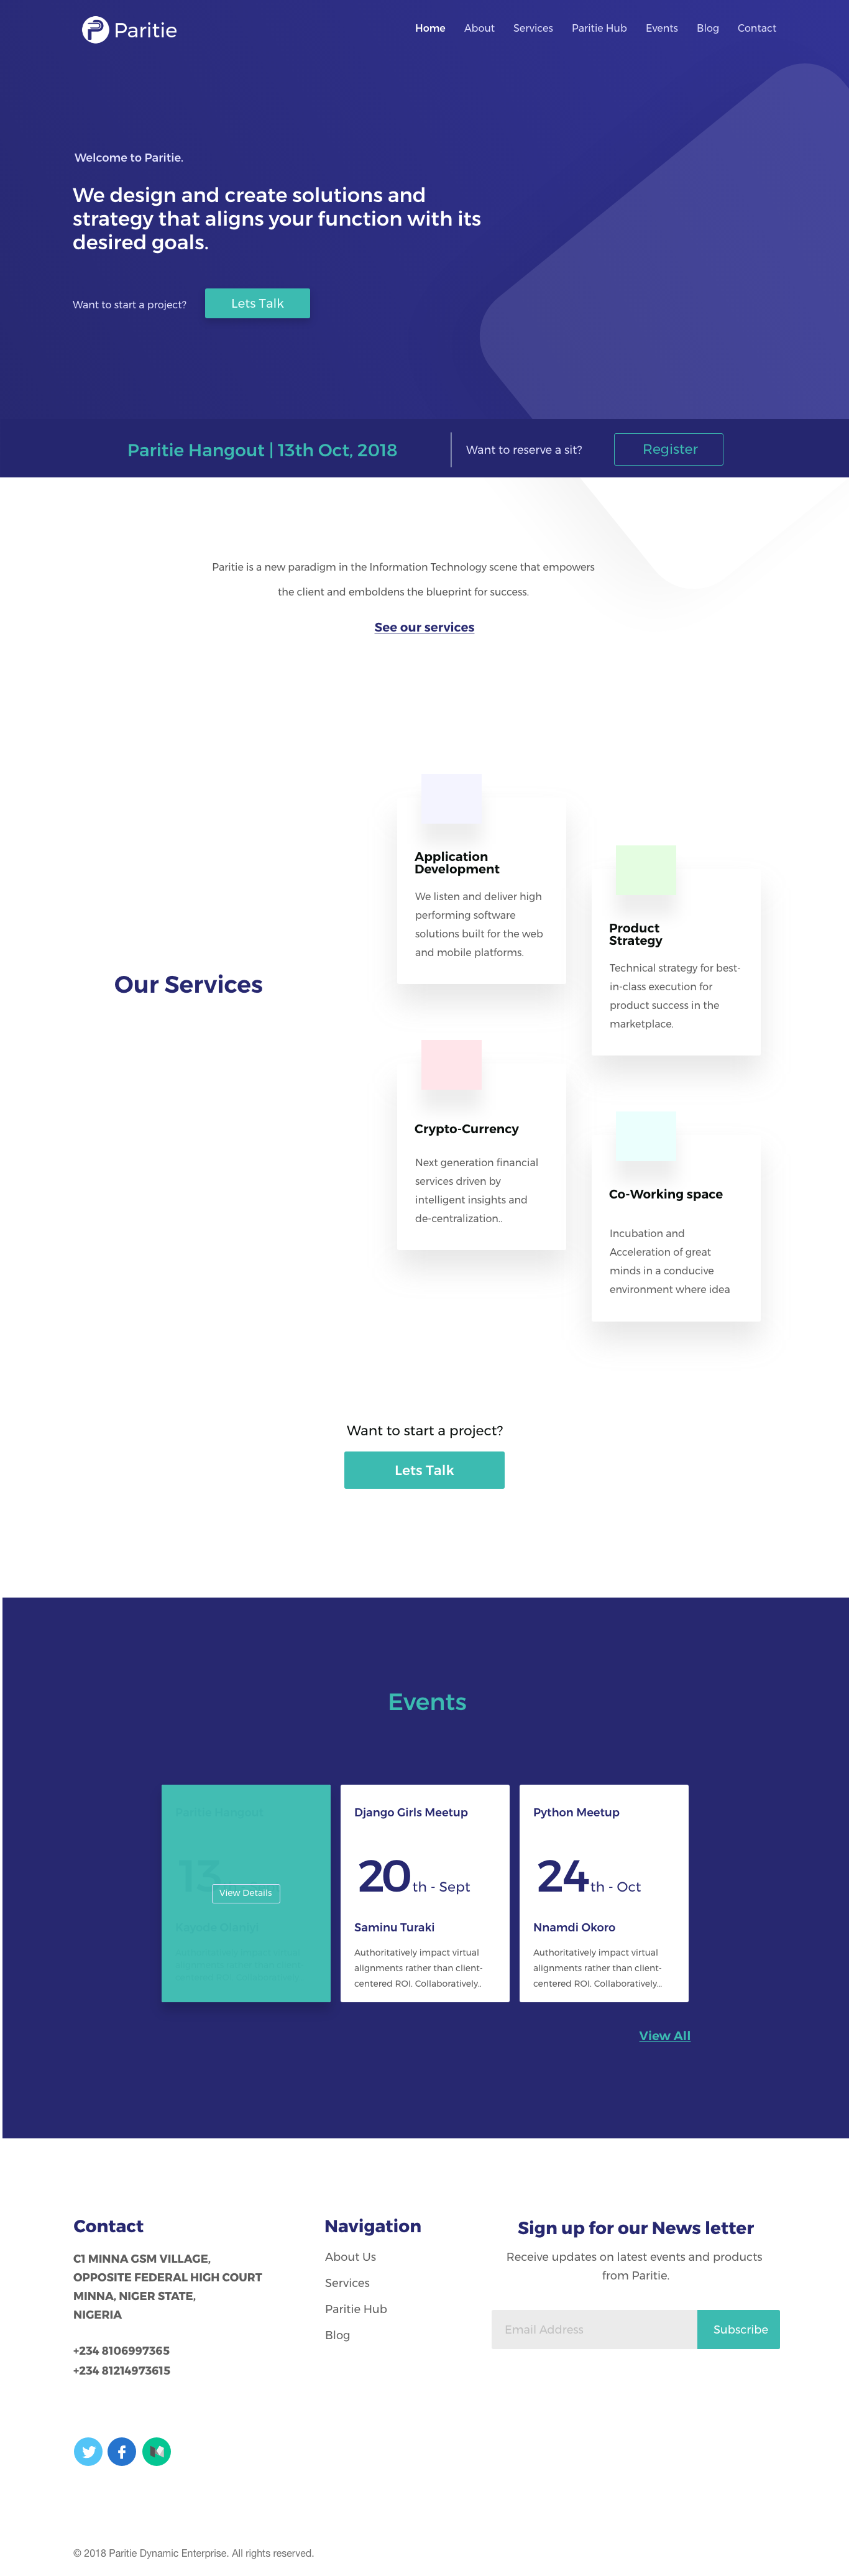 Paritie
Home About Services Paritie Hub Events Blog Contact
Welcome to Paritie.
We design and create solutions and
strategy that aligns your function with its
desired goals.
Want to start a project?
Lets Talk
Paritie Hangout | 13th Oct, 2018
Want to reserve a sit?
Register
Paritie is a new paradigm in the Information Technology scene that empowers
the client and emboldens the blueprint for success.
See our services
Our Services
Application
Development
We listen and deliver high
performing software
solutions built for the web
and mobile platforms.
Product
Strategy
Technical strategy for best-
in-class execution for
product success in the
marketplace.
Crypto-Currency
Next generation financial
services driven by
intelligent insights and
de-centralization..
Co-Working space
Incubation and
Acceleration of great
minds in a conducive
environment where idea
Want to start a project?
Lets Talk
Events
Paritie Hangout
13
View Details
Django Girls Meetup
20th - Sept
Saminu Turaki
Authoritatively impact virtual
alignments rather than client-
centered ROI. Collaboratively..
Python Meetup
24th - Oct
Nnamdi Okoro
Authoritatively impact virtual
alignments rather than client-
centered ROI. Collaboratively...
View All
Contact
C1 MINNA GSM VILLAGE,
OPPOSITE FEDERAL HIGH COURT
MINNA, NIGER STATE,
NIGERIA
+234 8106997365
+234 81214973615
Navigation
About Us
Services
Paritie Hub
Blog
Sign up for our News letter
Receive updates on latest events and products
from Paritie.
Email Address
Subscribe
© 2018 Paritie Dynamic Enterprise. All rights reserved.